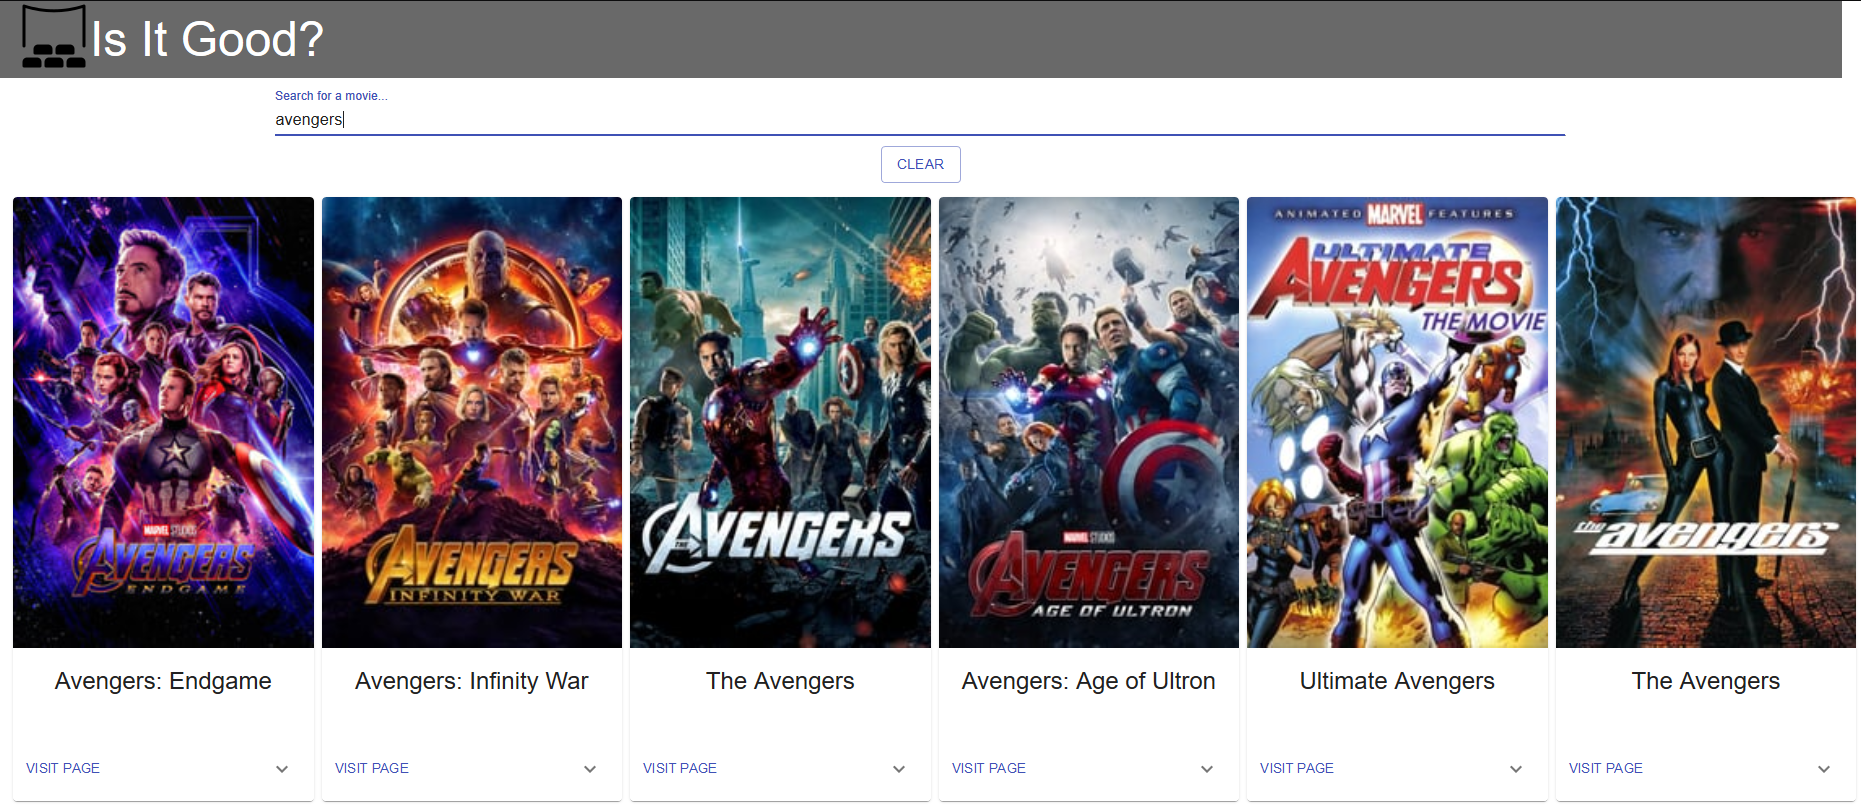 Is It Good?
Search for a movie...
avengers
CLEAR
MARVEL STUDIOS
AVENGERS
ENDGAME
Avengers: Endgame
VISIT PAGE
AVENGERS
INFINITY WAR
Avengers: Infinity War
VISIT PAGE
THE AVENGERS
The Avengers
VISIT PAGE
MARVEL STUDIOS
AVENGERS
AGE OF ULTRON
Avengers: Age of Ultron
VISIT PAGE
ANIMATED MARVEL FEATURES
ULTIMATE
AVENGERS
THE MOVIE
Ultimate Avengers
VISIT PAGE
the avengers
The Avengers
VISIT PAGE